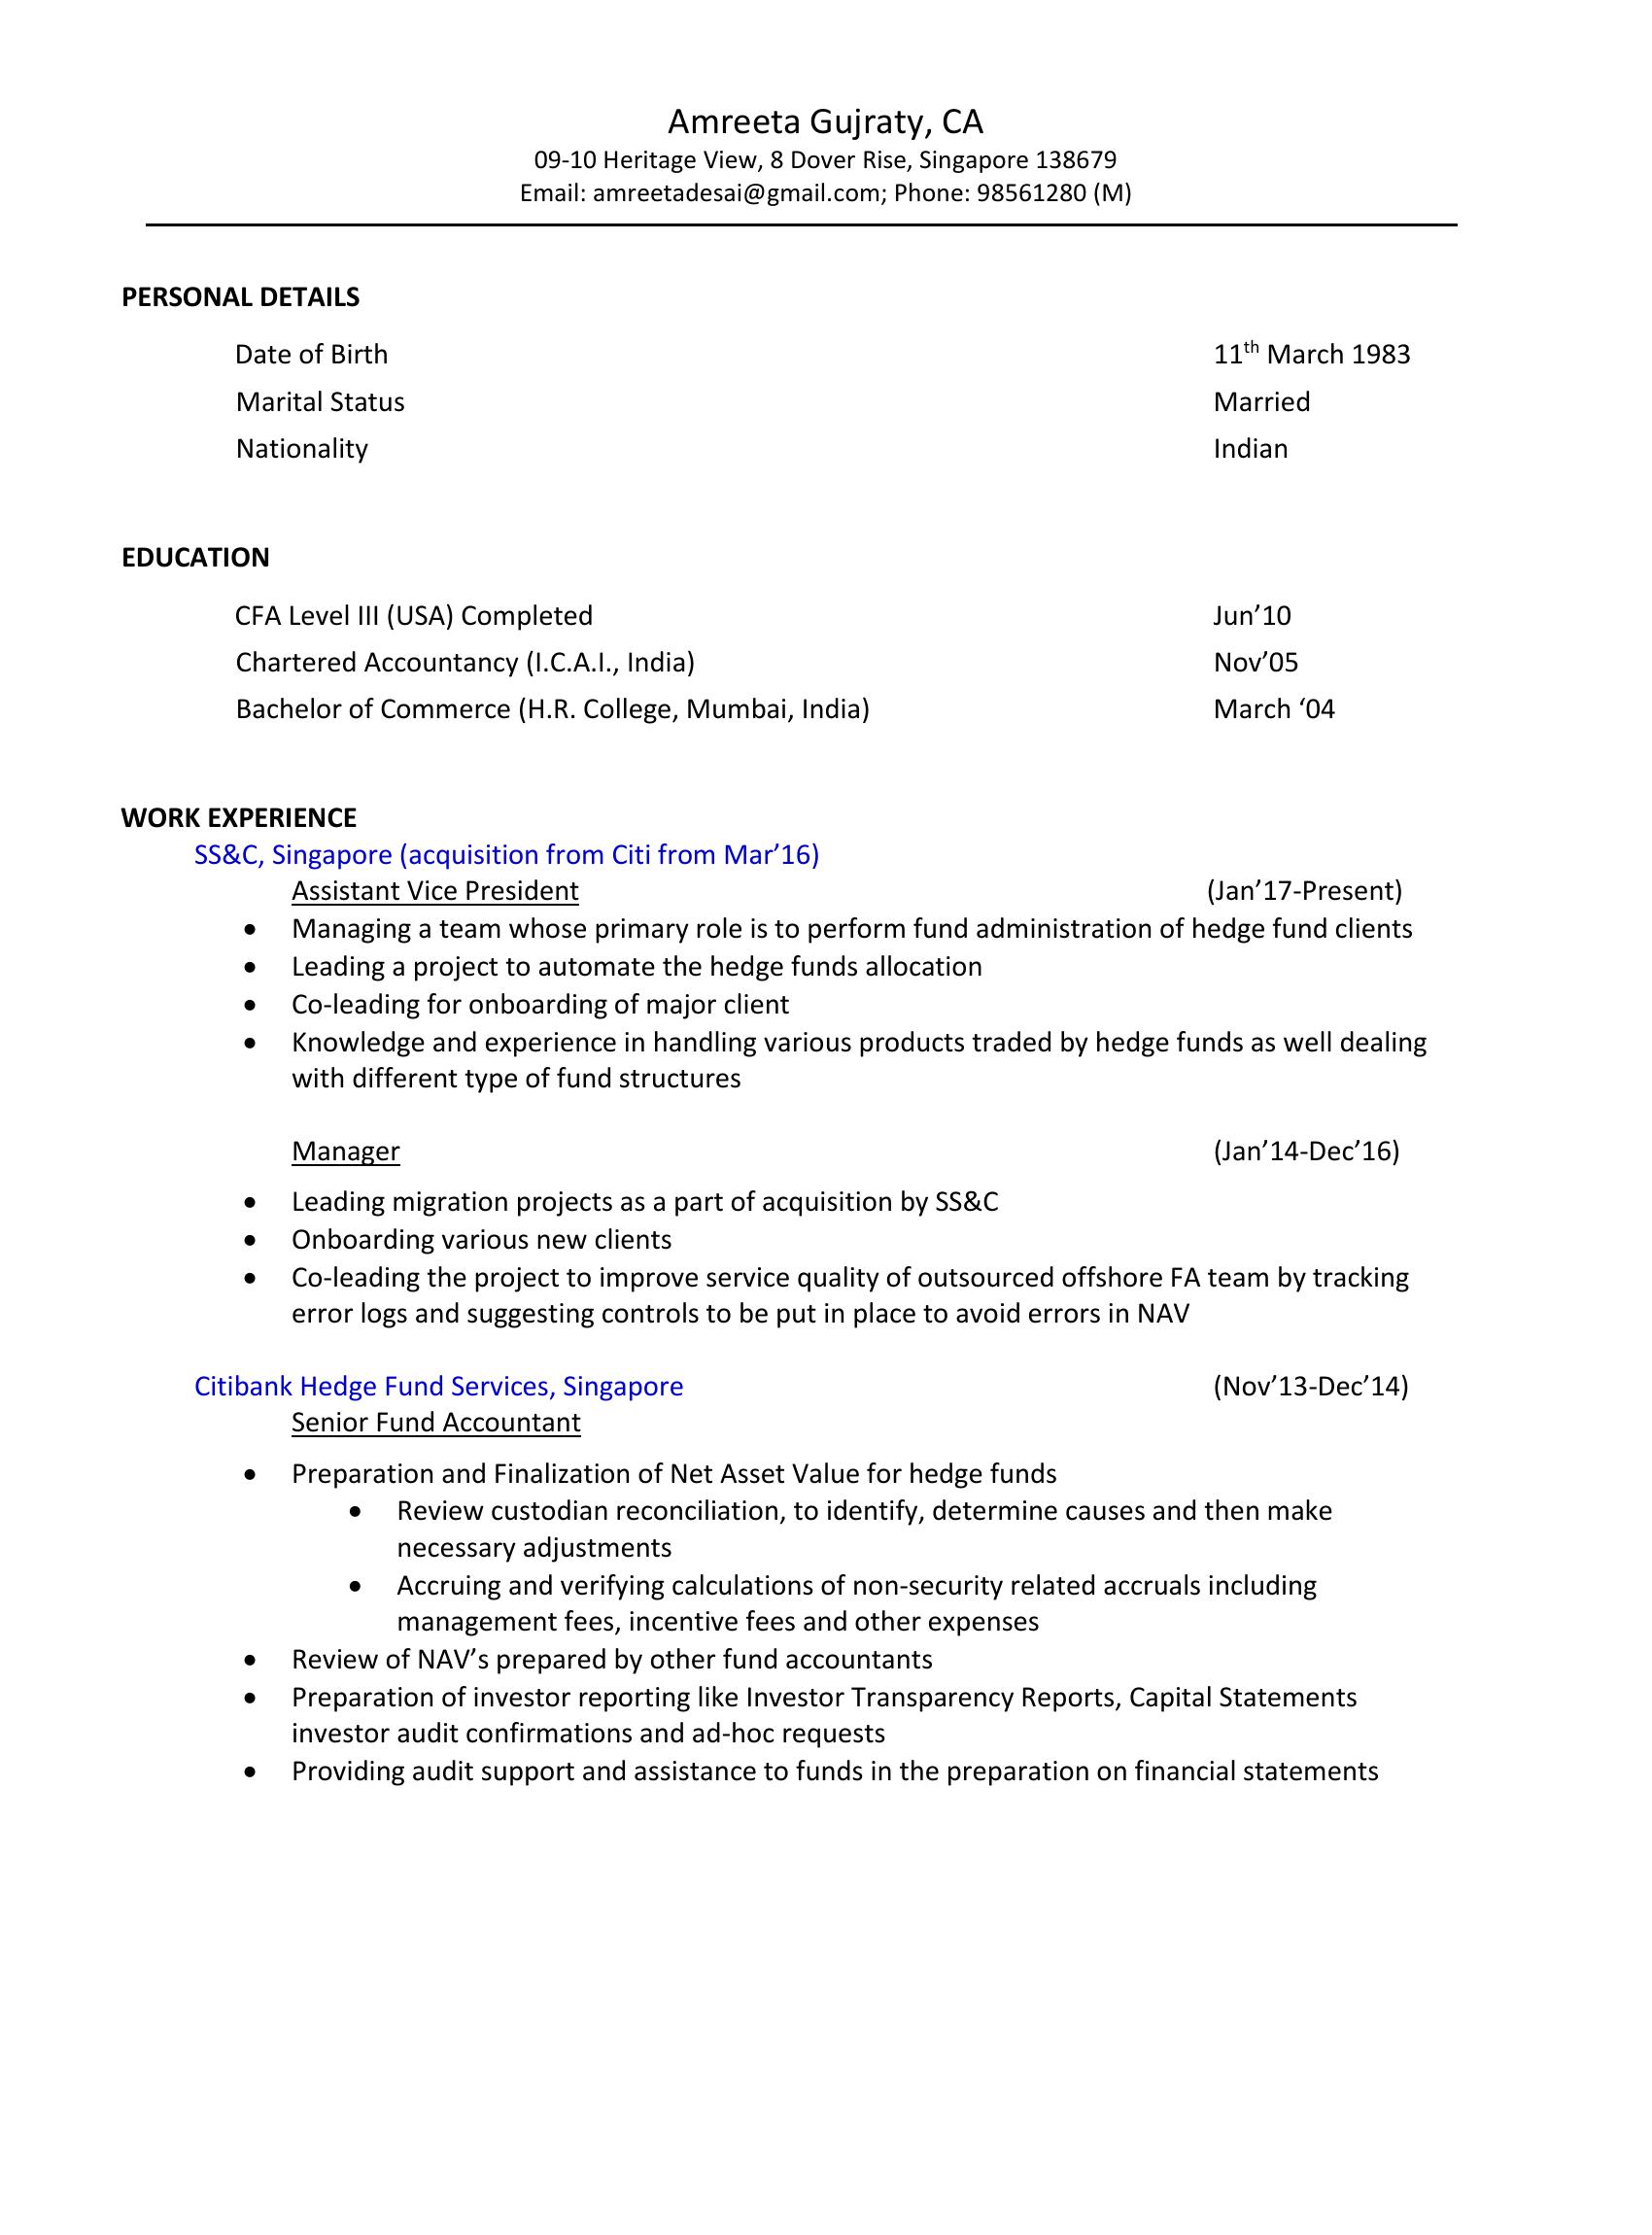 Amreeta Gujraty, CA
09-10 Heritage View, 8 Dover Rise, Singapore 138679
Email: amreetadesai@gmail.com; Phone: 98561280 (M)
PERSONAL DETAILS
Date of Birth 11th March 1983
Marital Status Married
Nationality Indian
EDUCATION
CFA Level III (USA) Completed Jun’10
Chartered Accountancy (I.C.A.I., India) Nov’05
Bachelor of Commerce (H.R. College, Mumbai, India) March ‘04
WORK EXPERIENCE
SS&C, Singapore (acquisition from Citi from Mar’16)
Assistant Vice President (Jan’17-Present)
• Managing a team whose primary role is to perform fund administration of hedge fund clients
• Leading a project to automate the hedge funds allocation
• Co-leading for onboarding of major client
• Knowledge and experience in handling various products traded by hedge funds as well dealing
with different type of fund structures
Manager (Jan’14-Dec’16)
• Leading migration projects as a part of acquisition by SS&C
• Onboarding various new clients
• Co-leading the project to improve service quality of outsourced offshore FA team by tracking
error logs and suggesting controls to be put in place to avoid errors in NAV
Citibank Hedge Fund Services, Singapore (Nov’13-Dec’14)
Senior Fund Accountant
• Preparation and Finalization of Net Asset Value for hedge funds
• Review custodian reconciliation, to identify, determine causes and then make
necessary adjustments
• Accruing and verifying calculations of non-security related accruals including
management fees, incentive fees and other expenses
• Review of NAV’s prepared by other fund accountants
• Preparation of investor reporting like Investor Transparency Reports, Capital Statements
investor audit confirmations and ad-hoc requests
• Providing audit support and assistance to funds in the preparation on financial statements